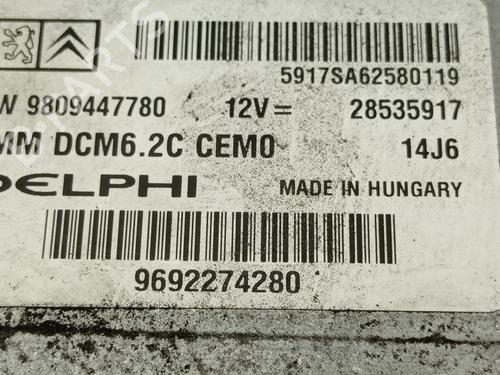 5917SA62580119
W 9809447780 12V= 28535917
MM DCM6.2C CEM0 14J6
DELPHI MADE IN HUNGARY
9692274280